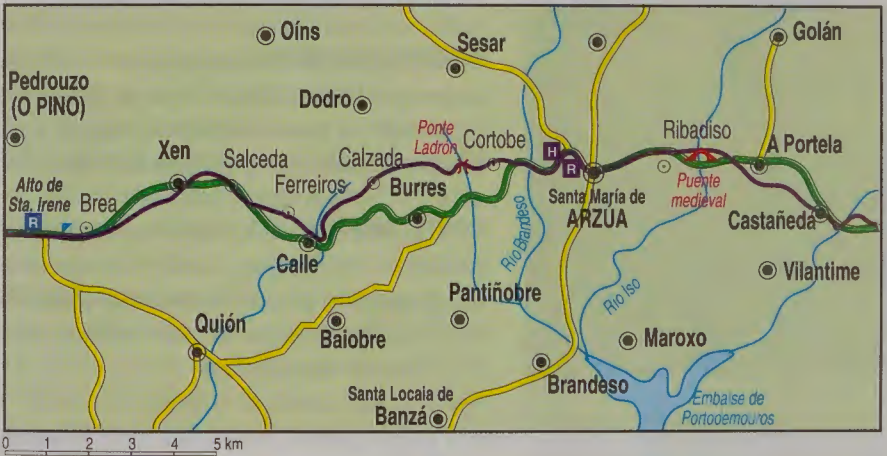 Oíns
Golán
Sesar
Pedrouzo
(O PINO)
Dodro
Ponte
Ladrón
Cortobe
H
R
Ribadiso
A Portela
Xen
Salceda
Calzada
Ferreiros
Burres
Santa María de
ARZUA
Puente
medieval
Castañeda
Alto de
Sta. Irene
R
Brea
Calle
Río Brandeso
Río Iso
Vilantime
Pantiñobre
Quión
Baiobre
Maroxo
Brandeso
Santa Locaia de
Banzá
Embalse de
Portodemouros
0 1 2 3 4 5 km